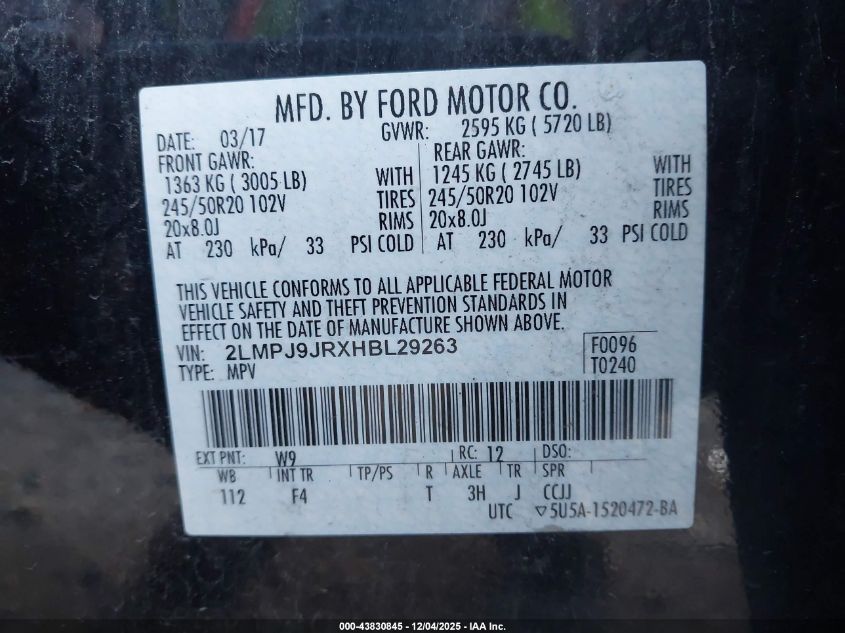 MFD. BY FORD MOTOR CO.
DATE: 03/17 GVWR: 2595 KG ( 5720 LB)
FRONT GAWR: REAR GAWR:
1363 KG ( 3005 LB) WITH 1245 KG ( 2745 LB) WITH
245/50R20 102V TIRES 245/50R20 102V TIRES
20x8.0J RIMS 20x8.0J RIMS
AT 230 kPa/ 33 PSI COLD AT 230 kPa/ 33 PSI COLD
THIS VEHICLE CONFORMS TO ALL APPLICABLE FEDERAL MOTOR
VEHICLE SAFETY AND THEFT PREVENTION STANDARDS IN
EFFECT ON THE DATE OF MANUFACTURE SHOWN ABOVE.
VIN: 2LMPJ9JRXHBL29263 F0096
TYPE: MPV T0240
EXT PNT: W9 RC: 12 DSO:
WB INT TR TP/PS R AXLE TR SPR
112 F4 T 3H J CCJJ
UTC ▽5U5A-1520472-BA
000-43830845 - 12/04/2025 - IAA Inc.